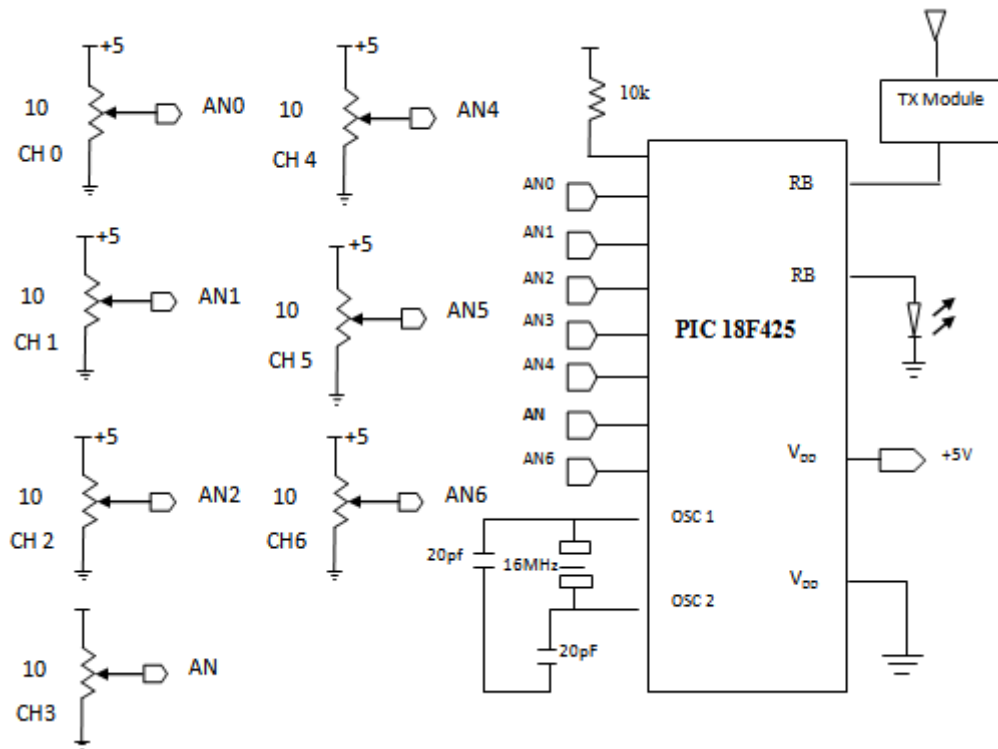 +5
10
AN0
CH 0
+5
10
AN4
CH 4
+5
10
AN1
CH 1
+5
10
AN5
CH 5
+5
10
AN2
CH 2
+5
10
AN6
CH6
10
AN
CH3
10k
AN0
AN1
AN2
AN3
AN4
AN
AN6
PIC 18F425
TX Module
RB
RB
V_DD
+5V
OSC 1
20pf
16MHz
OSC 2
20pF
V_DD